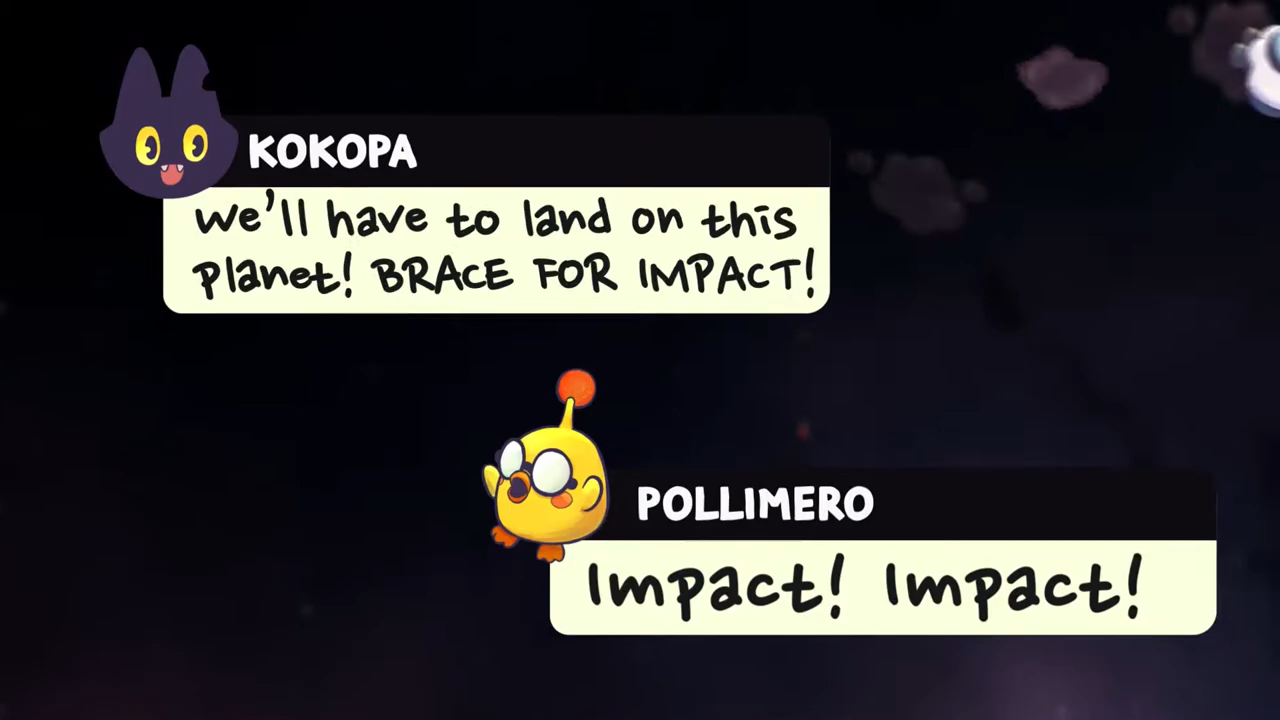 KOKOPA
We'll have to land on this
planet! BRACE FOR IMPACT!
POLLIMERO
Impact! Impact!